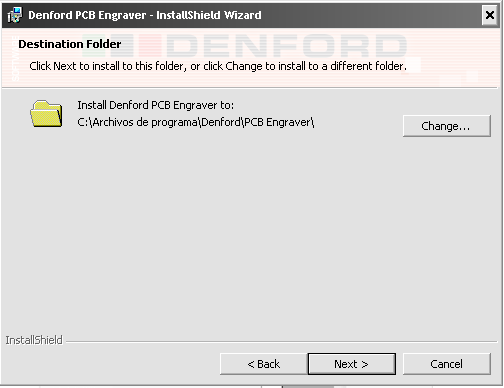 Denford PCB Engraver - InstallShield Wizard
DENFORD
Destination Folder
Click Next to install to this folder, or click Change to install to a different folder.
Install Denford PCB Engraver to:
C:\Archivos de programa\Denford\PCB Engraver\
Change...
InstallShield
< Back
Next >
Cancel